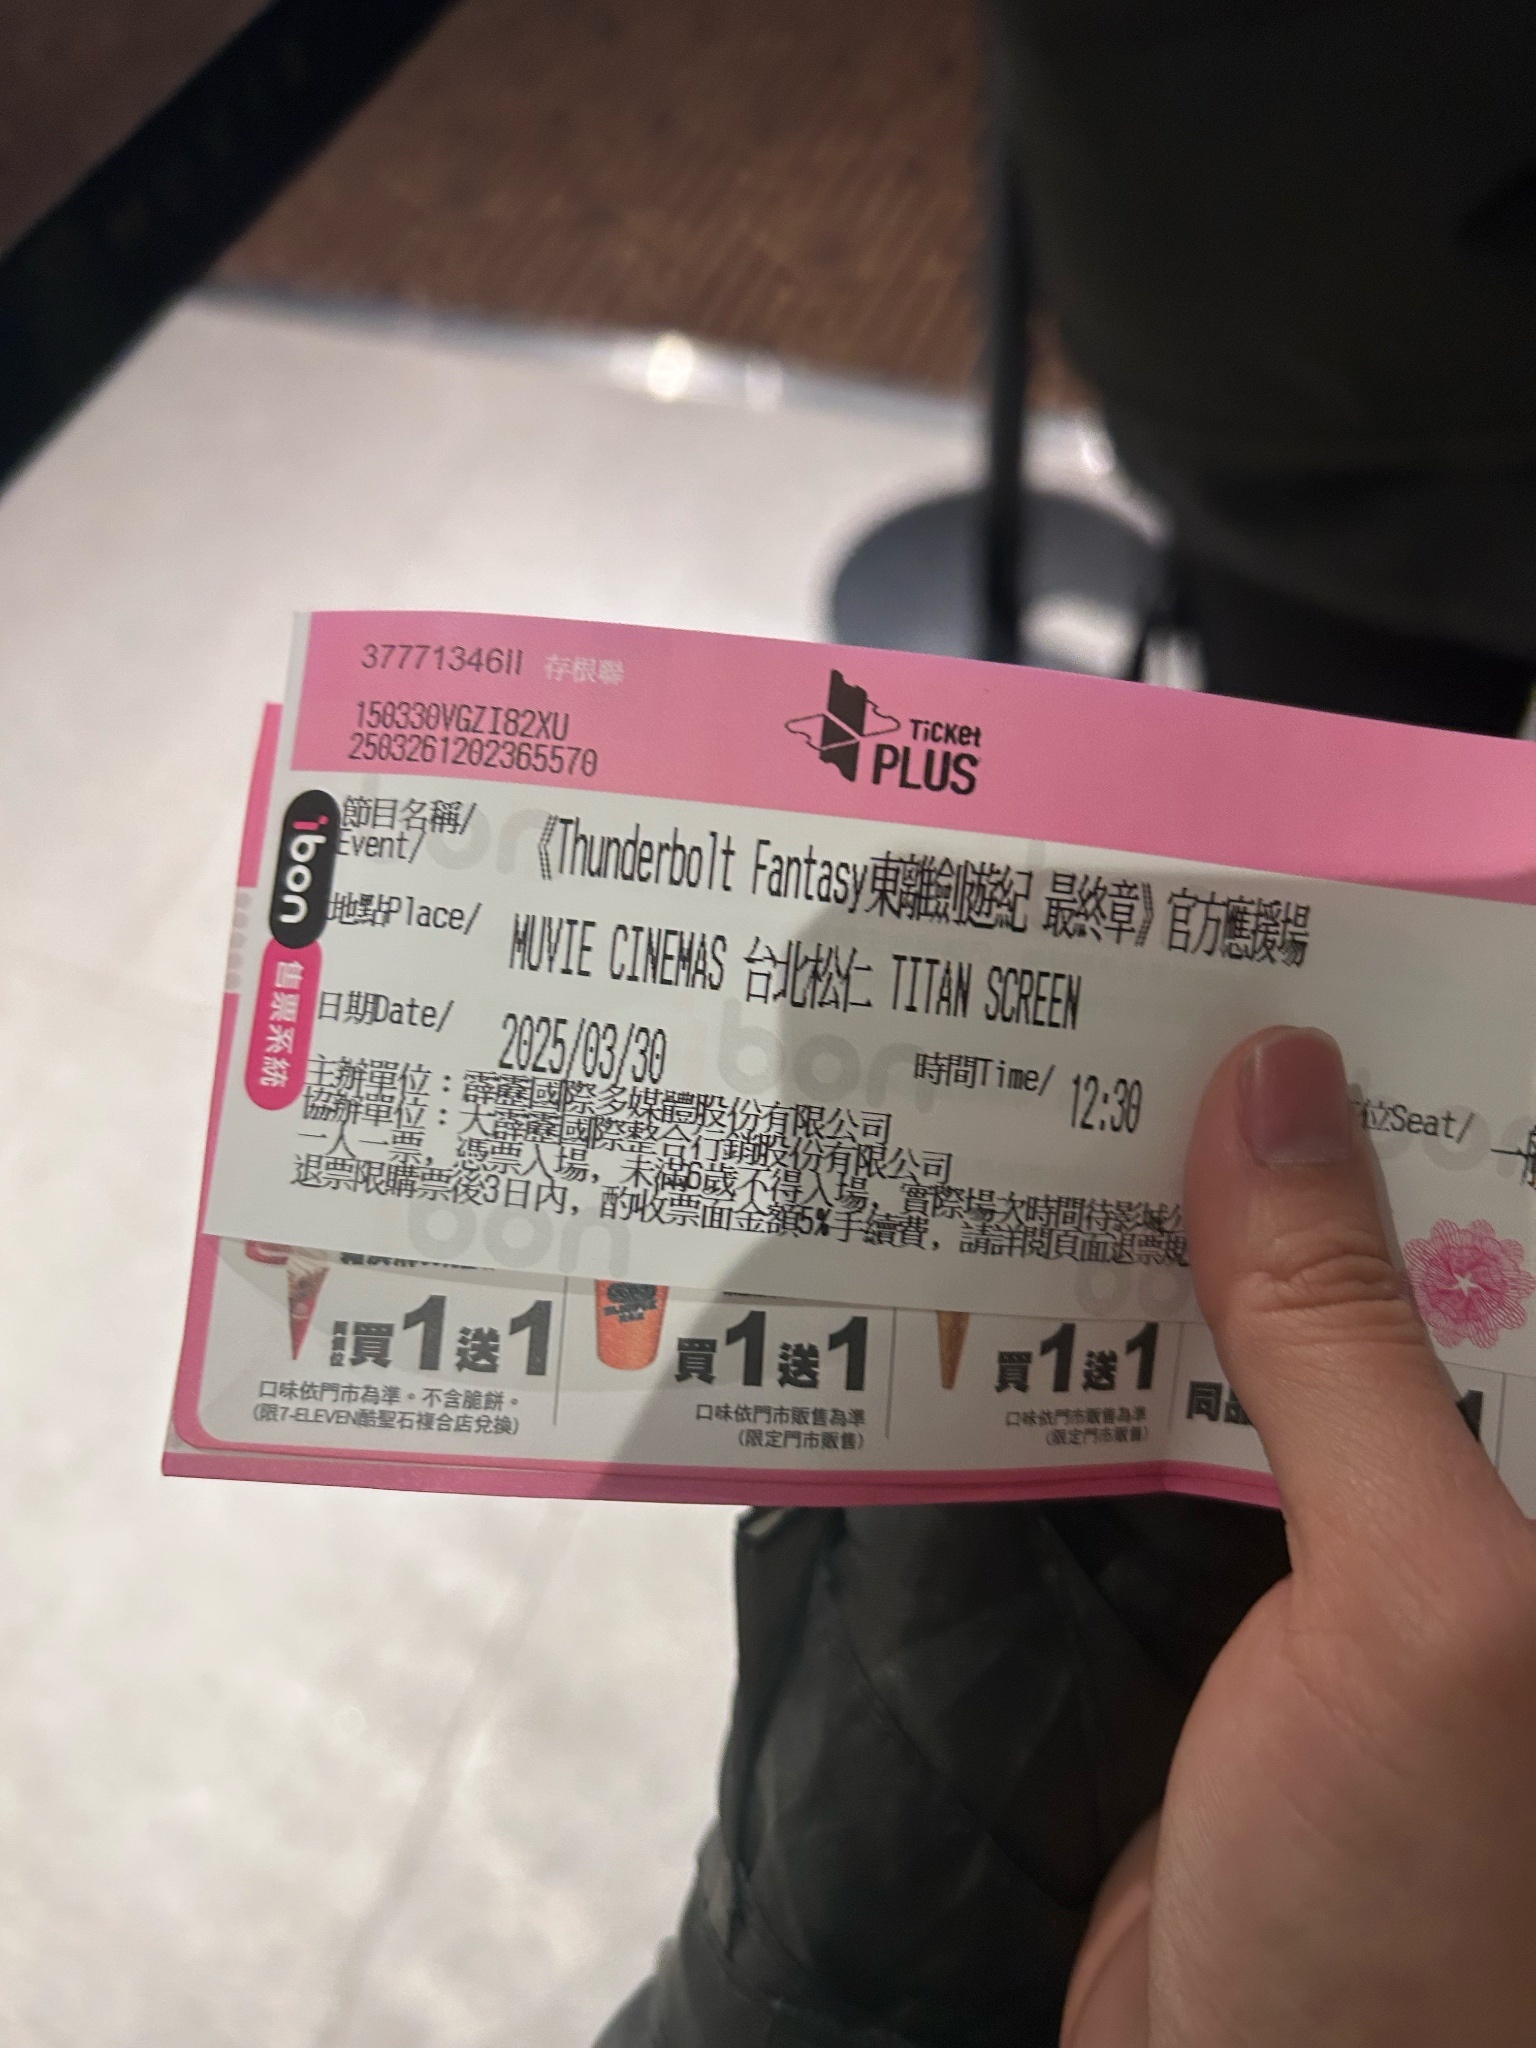 37771346II 存根聯
150330VGZI82XU
2503261202365570
TiCKET
PLUS
ibon
售票系統
節目名稱/
Event/
《Thunderbolt Fantasy東離劍遊紀 最終章》官方應援場
地點Place/
MUVIE CINEMAS 台北松仁 TITAN SCREEN
日期Date/
2025/03/30
時間Time/ 12:30
位Seat/
主辦單位：霹靂國際多媒體股份有限公司
協辦單位：大霹靂國際整合行銷股份有限公司
一人一票，憑票入場，未滿6歲不得入場，實際場次時間待影城公
退票限購票後3日內，酌收票面金額5%手續費，請詳閱頁面退票規
買1送1
口味依門市為準。不含脆餅。
(限7-ELEVEN酷聖石複合店兌換)
買1送1
口味依門市販售為準
(限定門市販售)
買1送1
口味依門市販售為準
(限定門市販售)
同品
1